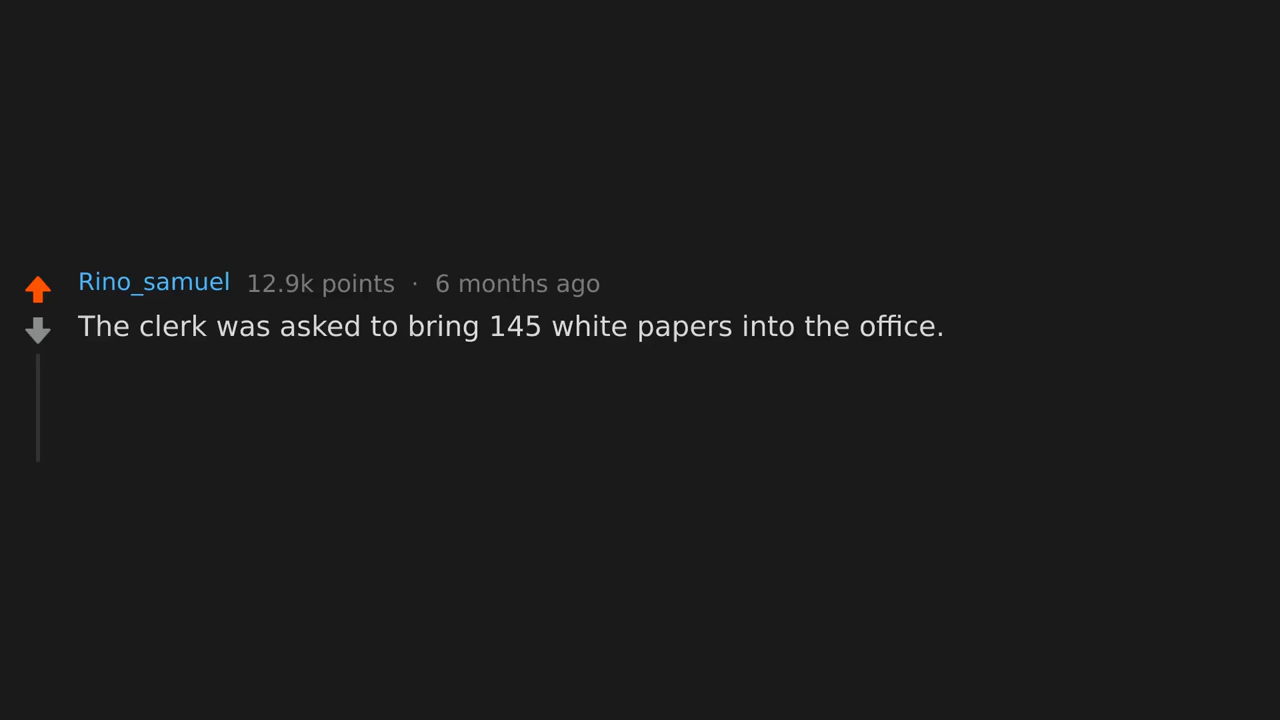 Rino_samuel 12.9k points · 6 months ago
The clerk was asked to bring 145 white papers into the office.